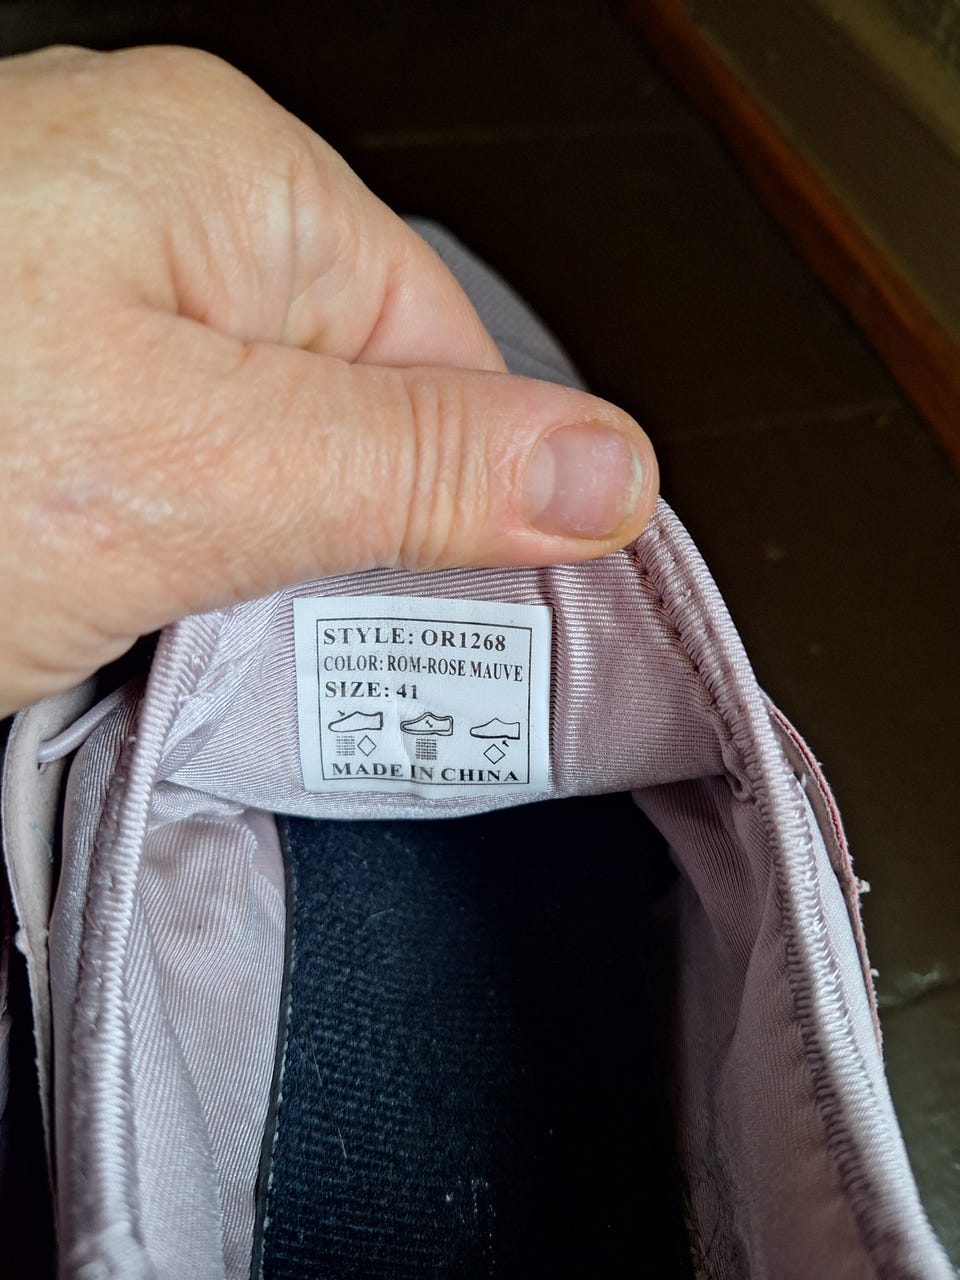 STYLE: OR1268
COLOR: ROM-ROSE MAUVE
SIZE: 41
MADE IN CHINA